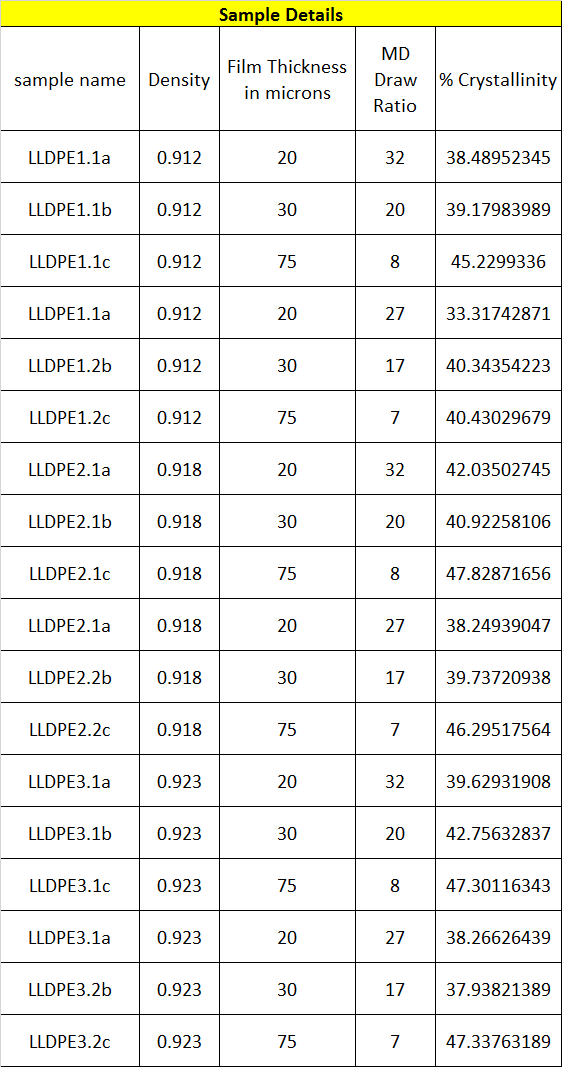 Sample Details
sample name Density Film Thickness in microns MD Draw Ratio % Crystallinity
LLDPE1.1a 0.912 20 32 38.48952345
LLDPE1.1b 0.912 30 20 39.17983989
LLDPE1.1c 0.912 75 8 45.2299336
LLDPE1.1a 0.912 20 27 33.31742871
LLDPE1.2b 0.912 30 17 40.34354223
LLDPE1.2c 0.912 75 7 40.43029679
LLDPE2.1a 0.918 20 32 42.03502745
LLDPE2.1b 0.918 30 20 40.92258106
LLDPE2.1c 0.918 75 8 47.82871656
LLDPE2.1a 0.918 20 27 38.24939047
LLDPE2.2b 0.918 30 17 39.73720938
LLDPE2.2c 0.918 75 7 46.29517564
LLDPE3.1a 0.923 20 32 39.62931908
LLDPE3.1b 0.923 30 20 42.75632837
LLDPE3.1c 0.923 75 8 47.30116343
LLDPE3.1a 0.923 20 27 38.26626439
LLDPE3.2b 0.923 30 17 37.93821389
LLDPE3.2c 0.923 75 7 47.33763189